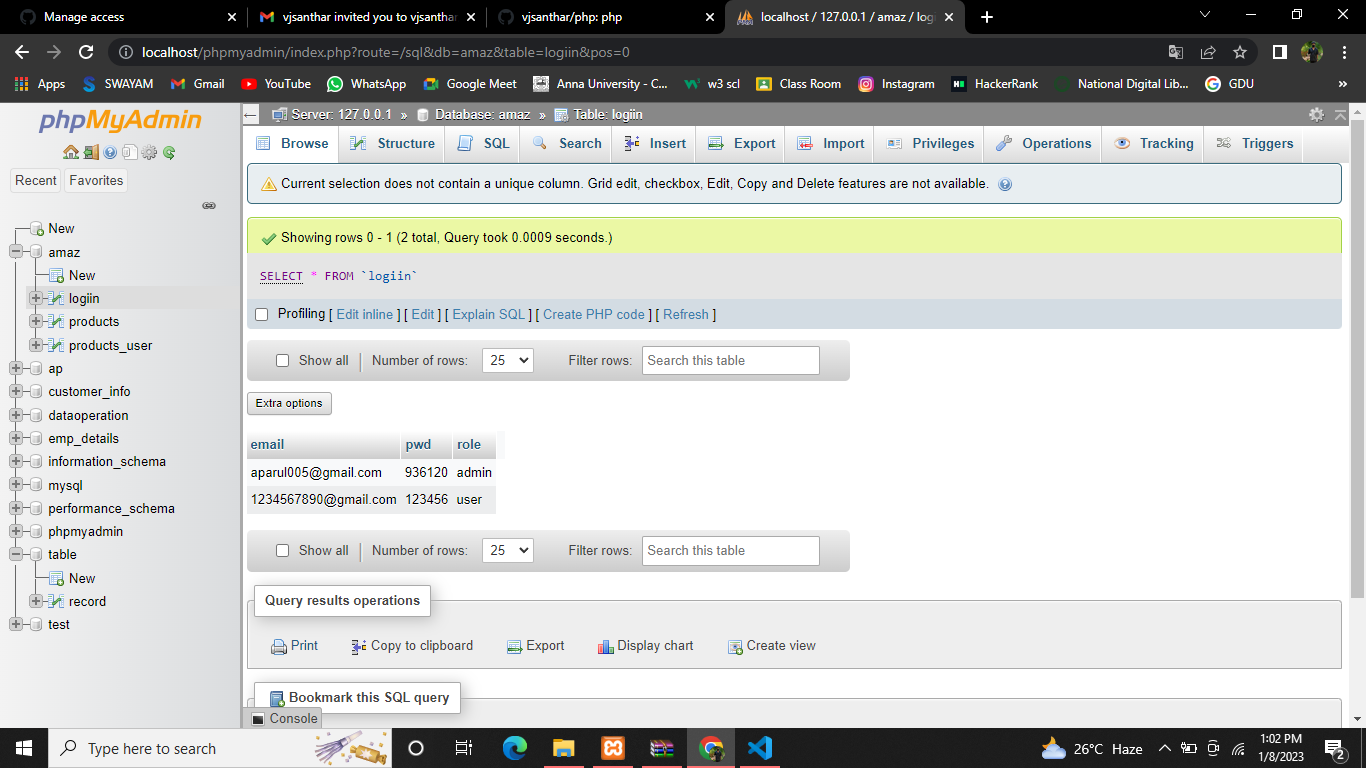 Manage access
vjsanthar invited you to vjsanthar
vjsanthar/php: php
localhost / 127.0.0.1 / amaz / logi
localhost/phpmyadmin/index.php?route=/sql&db=amaz&table=logiin&pos=0
Apps SWAYAM Gmail YouTube WhatsApp Google Meet Anna University - C... w3 scl Class Room Instagram HackerRank National Digital Lib... GDU »
phpMyAdmin
Recent Favorites
New
amaz
New
logiin
products
products_user
ap
customer_info
dataoperation
emp_details
information_schema
mysql
performance_schema
phpmyadmin
table
New
record
test
Server: 127.0.0.1 » Database: amaz » Table: logiin
Browse Structure SQL Search Insert Export Import Privileges Operations Tracking Triggers
Current selection does not contain a unique column. Grid edit, checkbox, Edit, Copy and Delete features are not available.
Showing rows 0 - 1 (2 total, Query took 0.0009 seconds.)
SELECT * FROM `logiin`
Profiling [ Edit inline ] [ Edit ] [ Explain SQL ] [ Create PHP code ] [ Refresh ]
Show all Number of rows: 25 Filter rows: Search this table
Extra options
email pwd role
aparul005@gmail.com 936120 admin
1234567890@gmail.com 123456 user
Show all Number of rows: 25 Filter rows: Search this table
Query results operations
Print Copy to clipboard Export Display chart Create view
Bookmark this SQL query
Console
Type here to search
26°C Haze
1:02 PM
1/8/2023
2